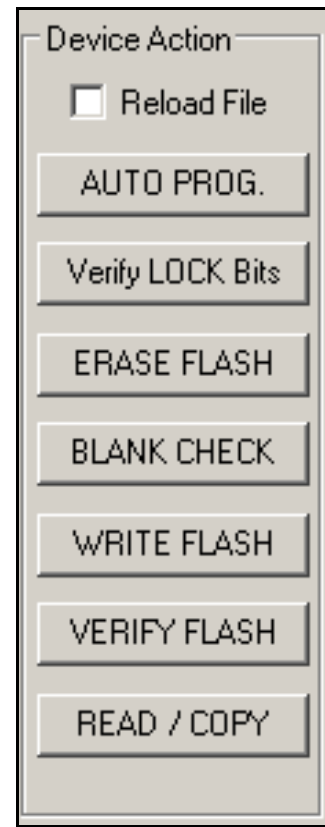 Device Action
Reload File
AUTO PROG.
Verify LOCK Bits
ERASE FLASH
BLANK CHECK
WRITE FLASH
VERIFY FLASH
READ / COPY